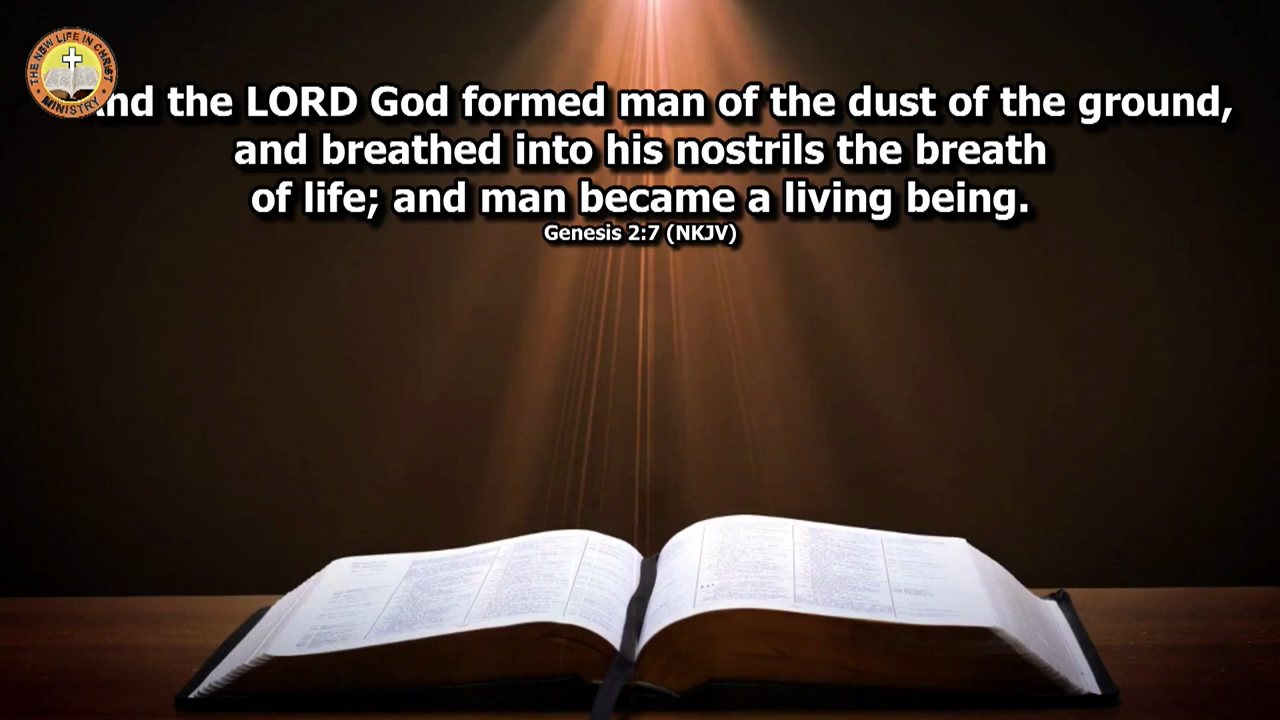 THE NEW LIFE IN CHRIST
MINISTRY
And the LORD God formed man of the dust of the ground,
and breathed into his nostrils the breath
of life; and man became a living being.
Genesis 2:7 (NKJV)